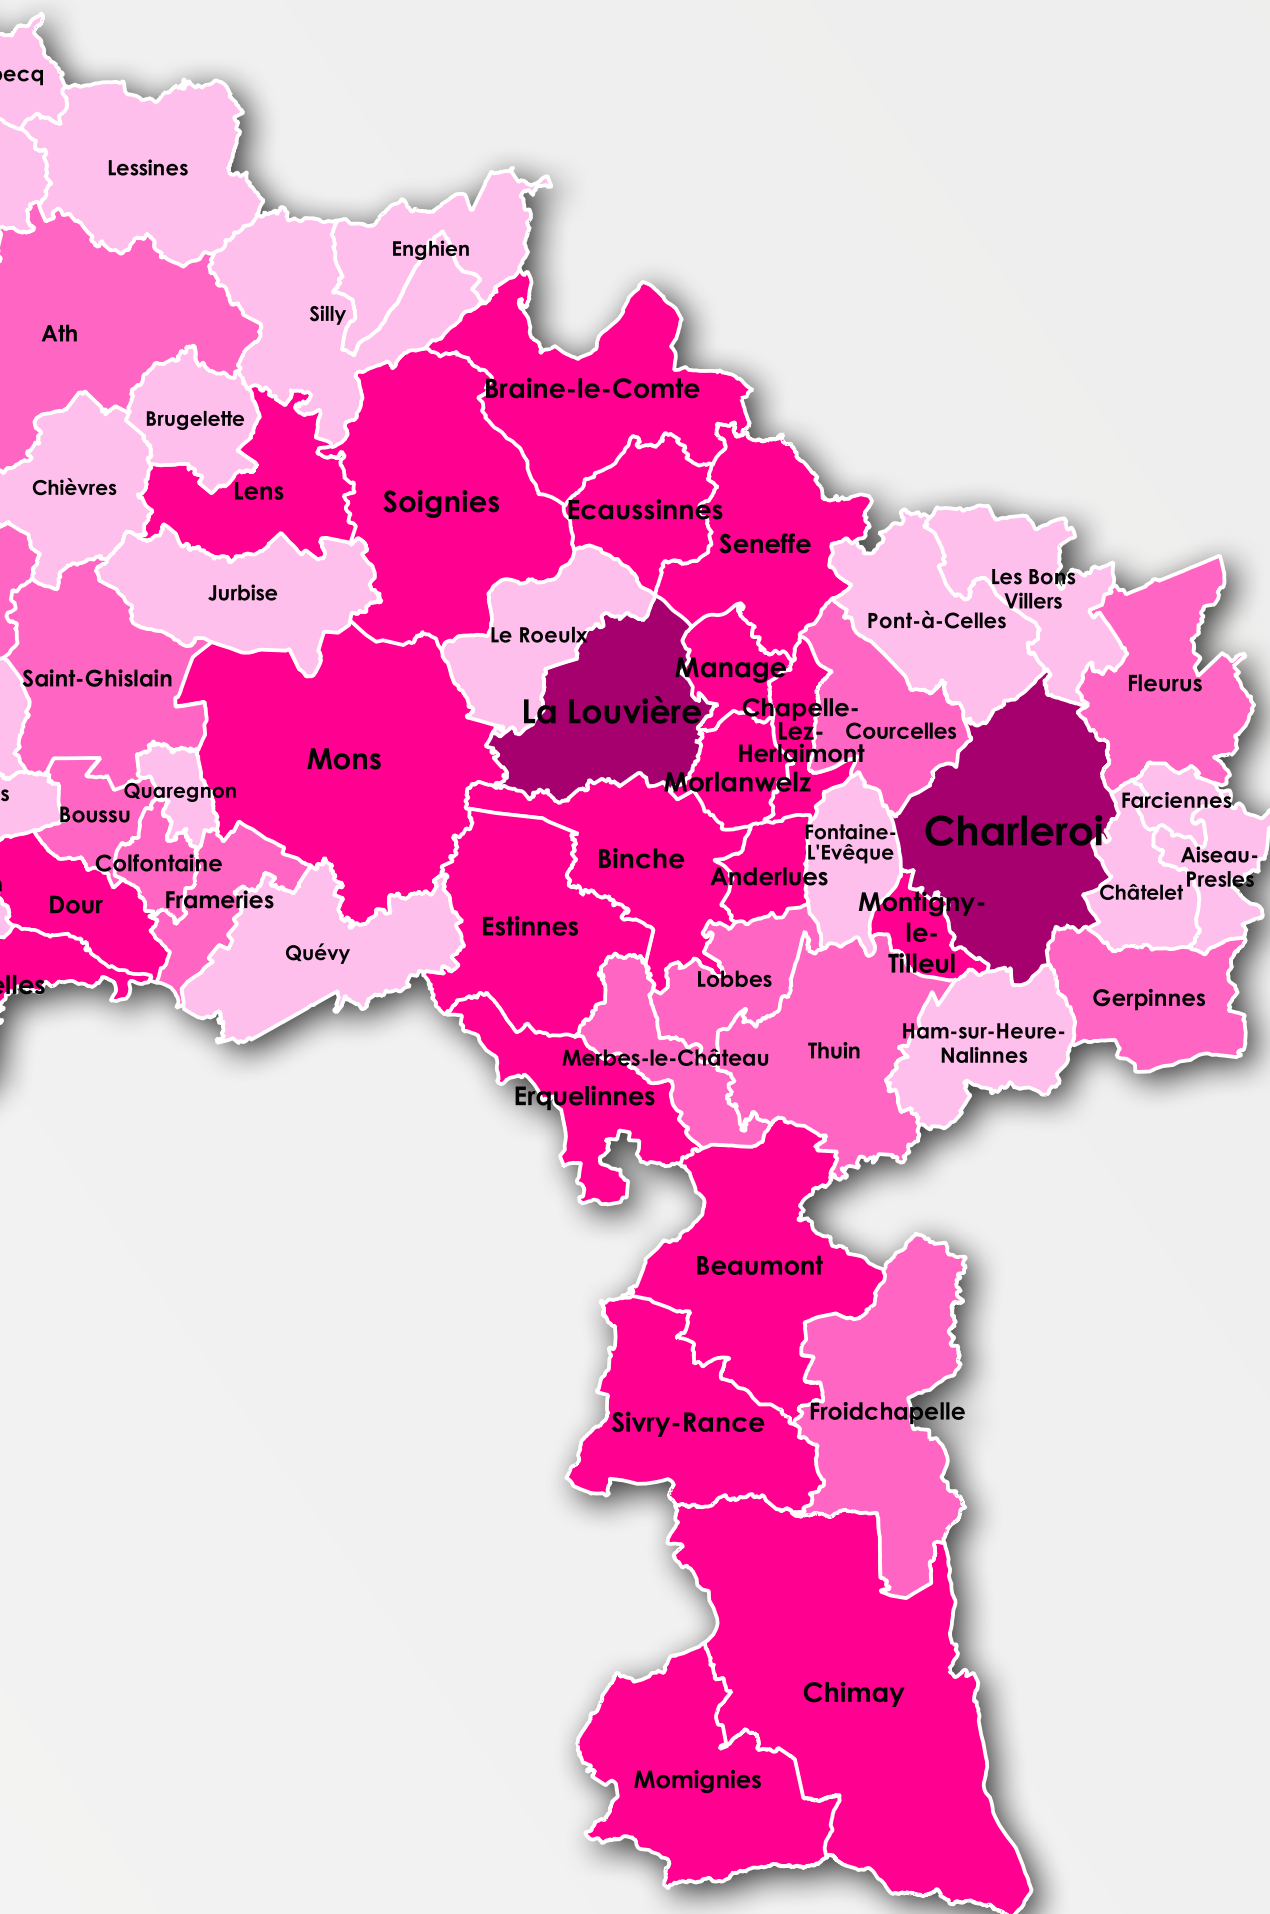 Lessines
Enghien
Silly
Ath
Braine-le-Comte
Brugelette
Chièvres
Lens
Soignies
Ecaussinnes
Seneffe
Les Bons
Villers
Jurbise
Pont-à-Celles
Le Roeulx
Manage
Saint-Ghislain
Fleurus
La Louvière
Chapelle-
Lez-
Herlaimont
Courcelles
Mons
Morlanwelz
Quaregnon
Farciennes
Boussu
Charleroi
Fontaine-
L'Evêque
Binche
Colfontaine
Aiseau-
Presles
Anderlues
Châtelet
Frameries
Dour
Montigny-
le-
Tilleul
Estinnes
Quévy
Lobbes
elles
Gerpinnes
Ham-sur-Heure-
Nalinnes
Thuin
Merbes-le-Château
Erquelinnes
Beaumont
Froidchapelle
Sivry-Rance
Chimay
Momignies